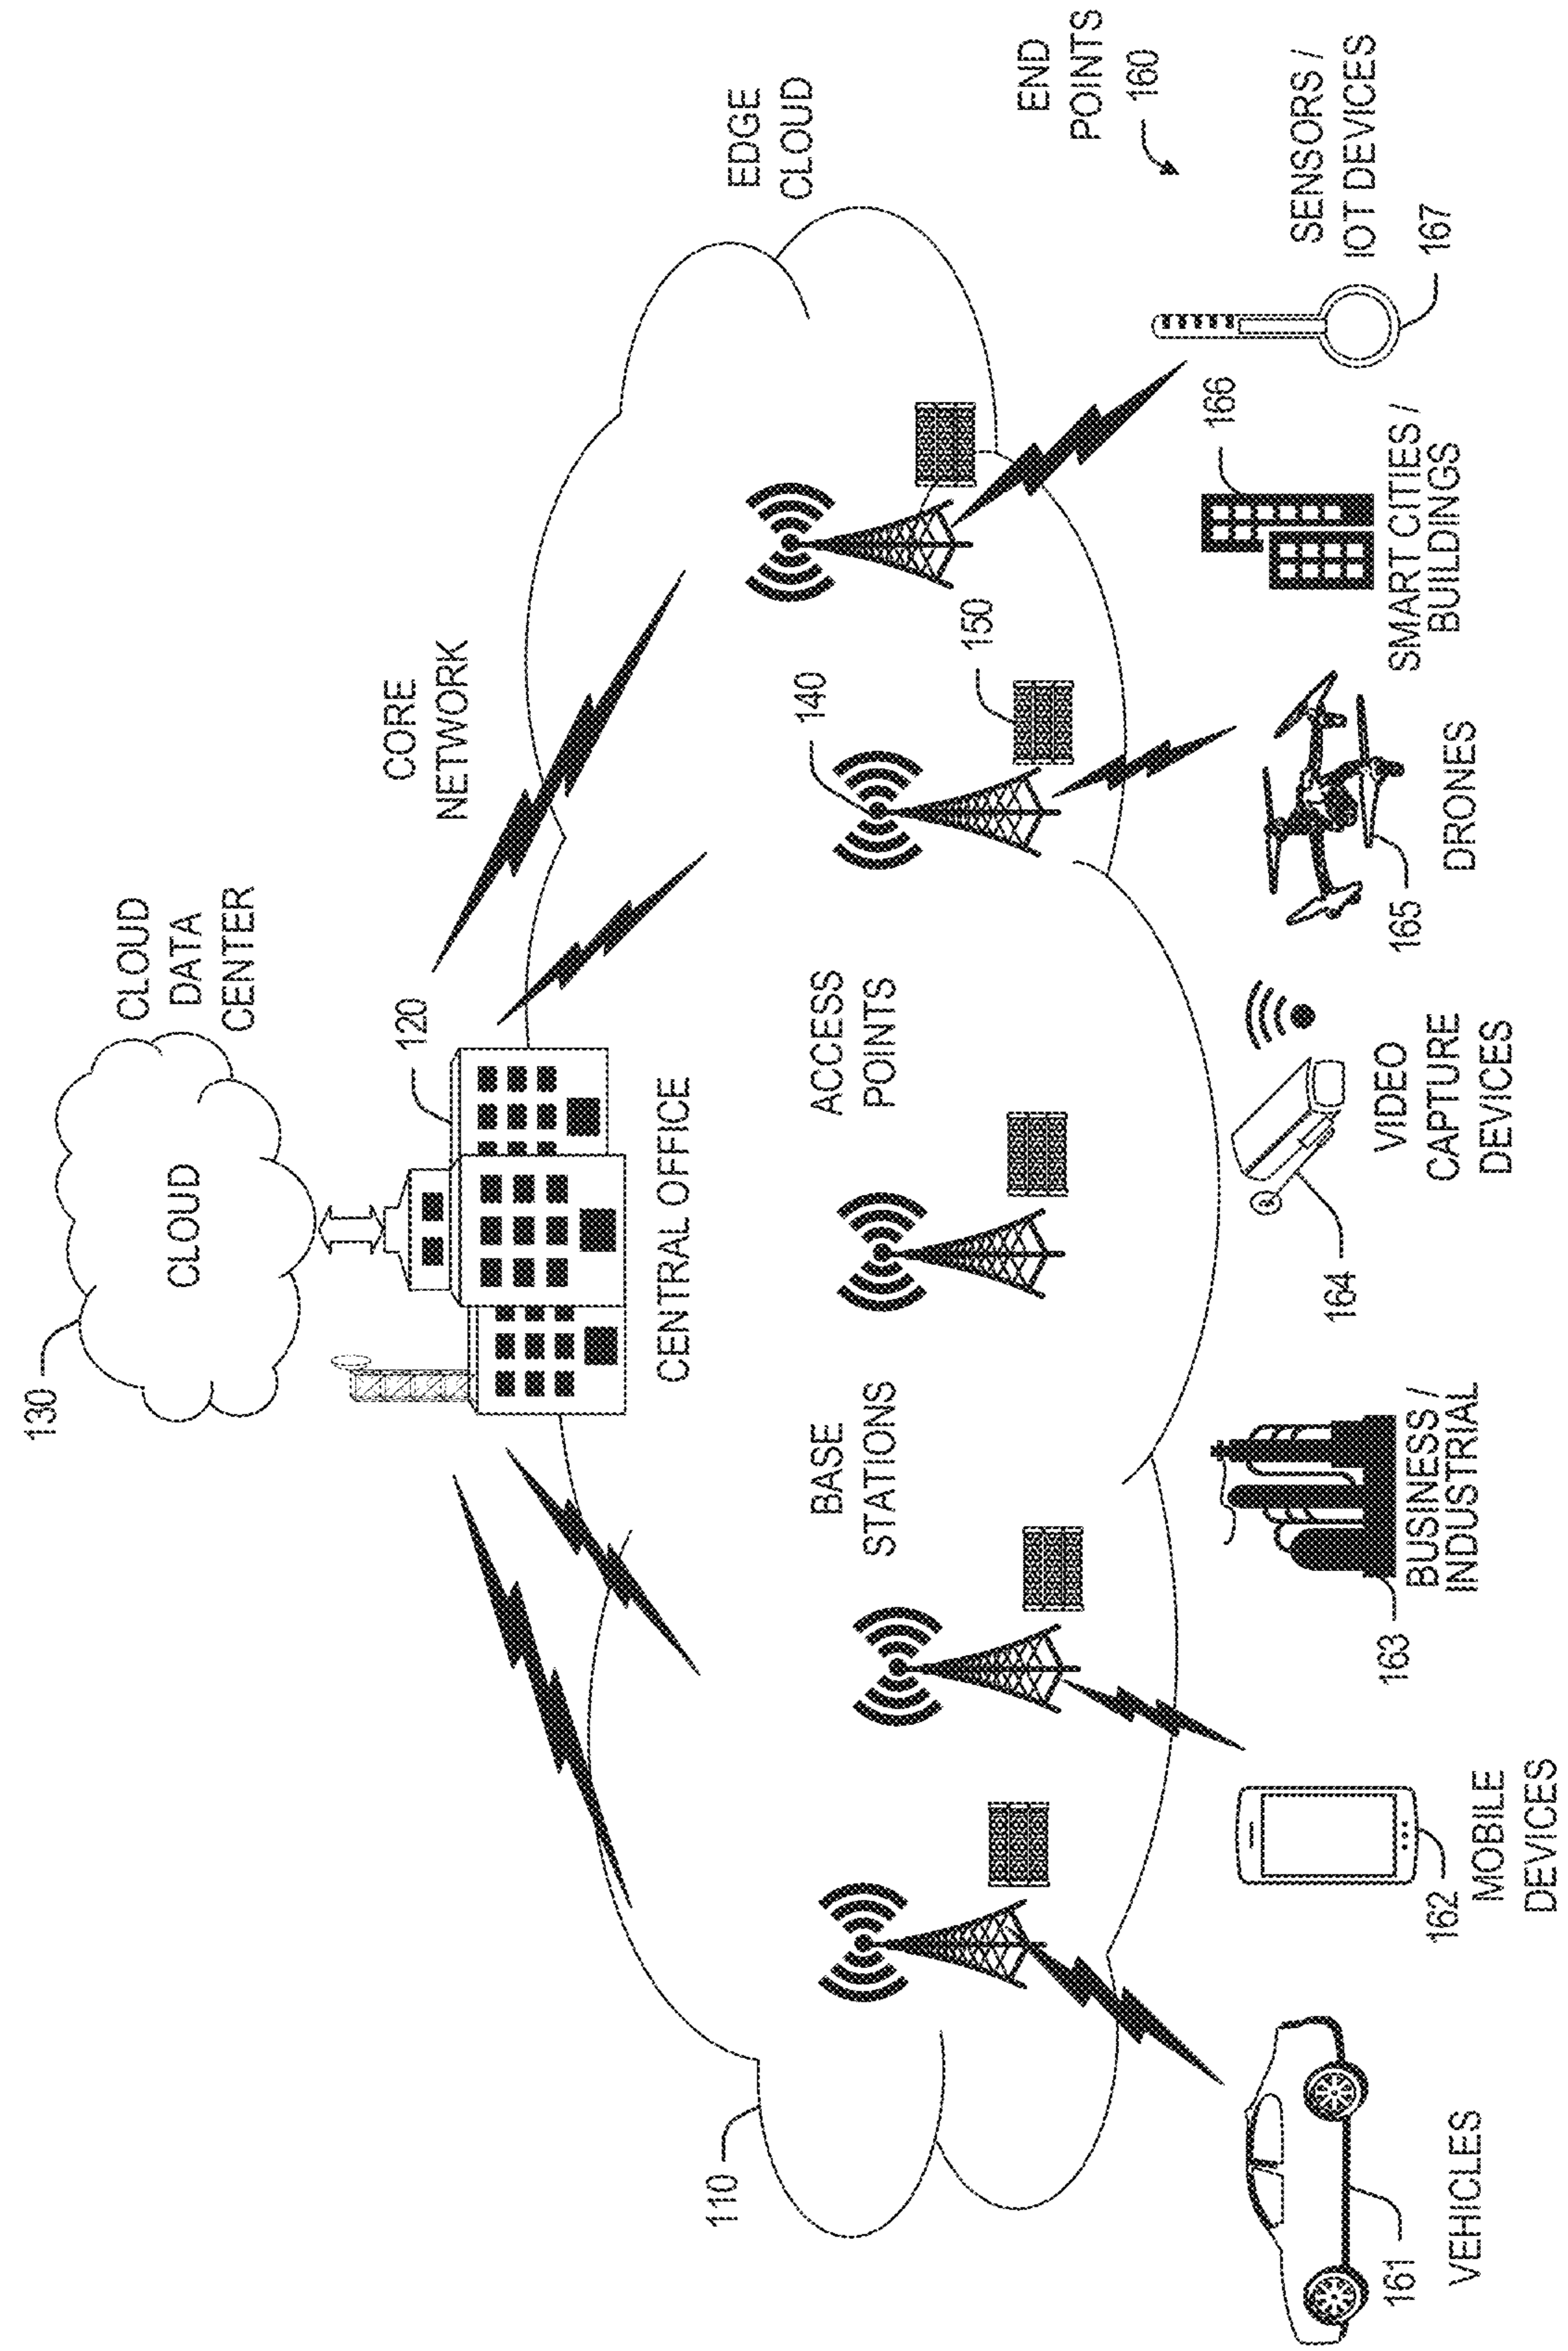 130
CLOUD
CLOUD
DATA
CENTER
120
CORE
NETWORK
CENTRAL OFFICE
EDGE
CLOUD
110
BASE
STATIONS
ACCESS
POINTS
140
150
END
POINTS
160
161
VEHICLES
162
MOBILE
DEVICES
163
BUSINESS /
INDUSTRIAL
164
VIDEO
CAPTURE
DEVICES
165
DRONES
166
SMART CITIES /
BUILDINGS
SENSORS /
IOT DEVICES
167